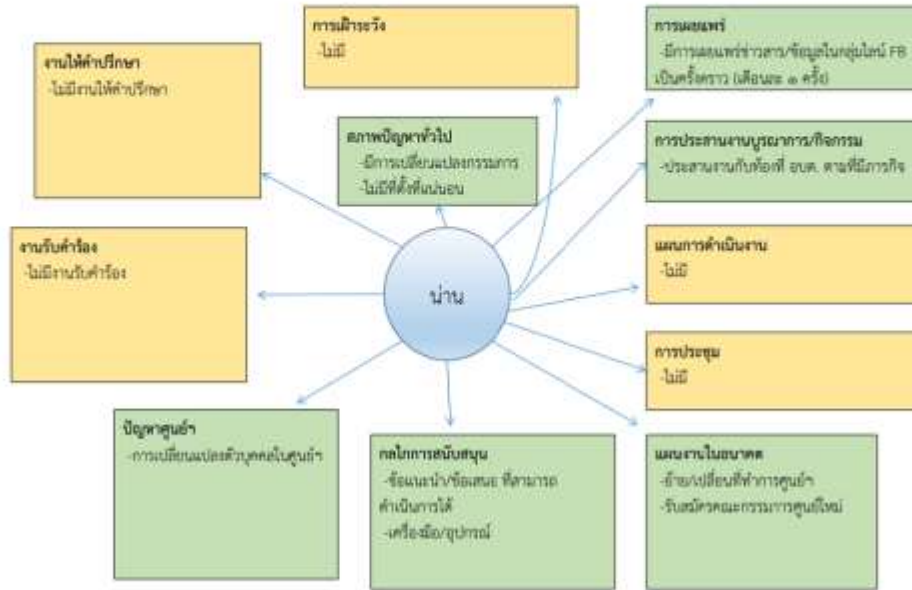 การเฝ้าระวัง
-ไม่มี
การเผยแพร่
-มีการเผยแพร่ข่าวสาร/ข้อมูลในกลุ่มไลน์ FB
เป็นครั้งคราว (เดือนละ ๑ ครั้ง)
งานให้คำปรึกษา
-ไม่มีงานให้คำปรึกษา
สภาพปัญหาทั่วไป
-มีการเปลี่ยนแปลงกรรมการ
-ไม่มีที่ตั้งที่แน่นอน
การประสานงานบูรณาการ/กิจกรรม
-ประสานงานกับท้องที่ อบต. ตามที่มีภารกิจ
งานรับคำร้อง
-ไม่มีงานรับคำร้อง
น่าน
แผนการดำเนินงาน
-ไม่มี
การประชุม
-ไม่มี
ปัญหาศูนย์ฯ
-การเปลี่ยนแปลงตัวบุคคลในศูนย์ฯ
กลไกการสนับสนุน
-ข้อแนะนำ/ข้อเสนอ ที่สามารถ
ดำเนินการได้
-เครื่องมือ/อุปกรณ์
แผนงานในอนาคต
-ย้าย/เปลี่ยนที่ทำการศูนย์ฯ
-รับสมัครคณะกรรมการศูนย์ใหม่